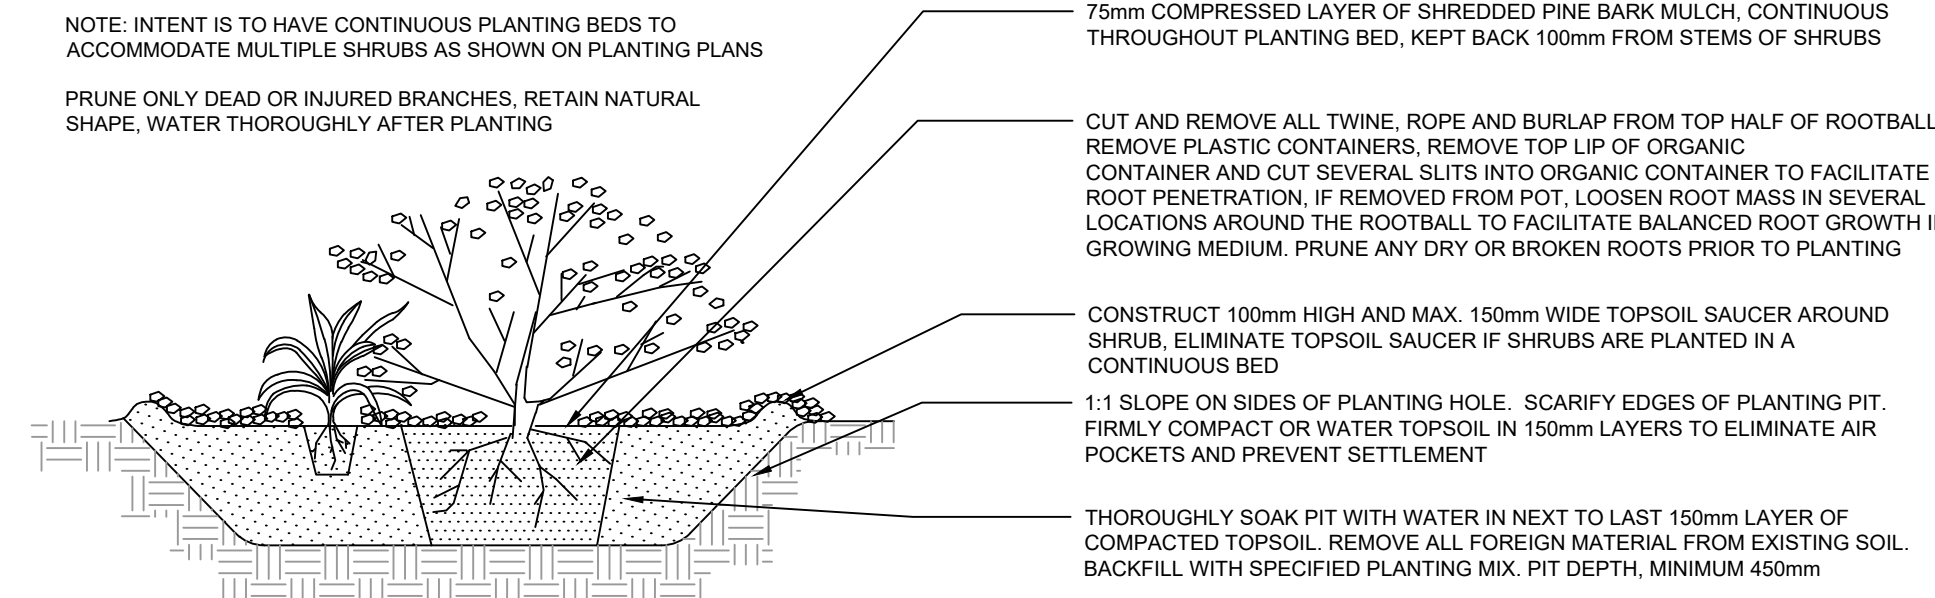 NOTE: INTENT IS TO HAVE CONTINUOUS PLANTING BEDS TO
ACCOMMODATE MULTIPLE SHRUBS AS SHOWN ON PLANTING PLANS
PRUNE ONLY DEAD OR INJURED BRANCHES, RETAIN NATURAL
SHAPE, WATER THOROUGHLY AFTER PLANTING
75mm COMPRESSED LAYER OF SHREDDED PINE BARK MULCH, CONTINUOUS
THROUGHOUT PLANTING BED, KEPT BACK 100mm FROM STEMS OF SHRUBS
CUT AND REMOVE ALL TWINE, ROPE AND BURLAP FROM TOP HALF OF ROOTBALL
REMOVE PLASTIC CONTAINERS, REMOVE TOP LIP OF ORGANIC
CONTAINER AND CUT SEVERAL SLITS INTO ORGANIC CONTAINER TO FACILITATE
ROOT PENETRATION, IF REMOVED FROM POT, LOOSEN ROOT MASS IN SEVERAL
LOCATIONS AROUND THE ROOTBALL TO FACILITATE BALANCED ROOT GROWTH
GROWING MEDIUM. PRUNE ANY DRY OR BROKEN ROOTS PRIOR TO PLANTING
CONSTRUCT 100mm HIGH AND MAX. 150mm WIDE TOPSOIL SAUCER AROUND
SHRUB, ELIMINATE TOPSOIL SAUCER IF SHRUBS ARE PLANTED IN A
CONTINUOUS BED
1:1 SLOPE ON SIDES OF PLANTING HOLE. SCARIFY EDGES OF PLANTING PIT.
FIRMLY COMPACT OR WATER TOPSOIL IN 150mm LAYERS TO ELIMINATE AIR
POCKETS AND PREVENT SETTLEMENT
THOROUGHLY SOAK PIT WITH WATER IN NEXT TO LAST 150mm LAYER OF
COMPACTED TOPSOIL. REMOVE ALL FOREIGN MATERIAL FROM EXISTING SOIL.
BACKFILL WITH SPECIFIED PLANTING MIX. PIT DEPTH, MINIMUM 450mm